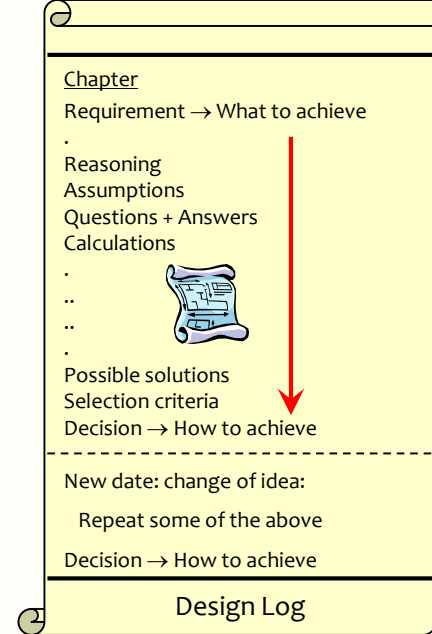 Chapter
Requirement → What to achieve
.
Reasoning
Assumptions
Questions + Answers
Calculations
.
..
..
.
Possible solutions
Selection criteria
Decision → How to achieve
New date: change of idea:
Repeat some of the above
Decision → How to achieve
Design Log